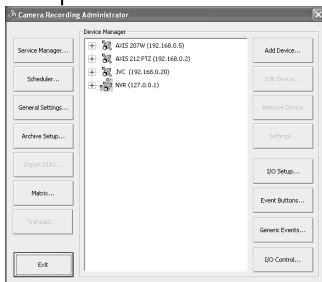 Camera Recording Administrator
Device Manager
Service Manager...
Scheduler...
General Settings...
Archive Setup...
Import DLLs...
Matrix...
Transact...
Exit
AXIS 207W (192.168.0.5)
AXIS 212 PTZ (192.168.0.2)
JVC (192.168.0.20)
NVR (127.0.0.1)
Add Device...
Edit Device...
Remove Device
Settings...
I/O Setup...
Event Buttons...
Generic Events...
I/O Control...